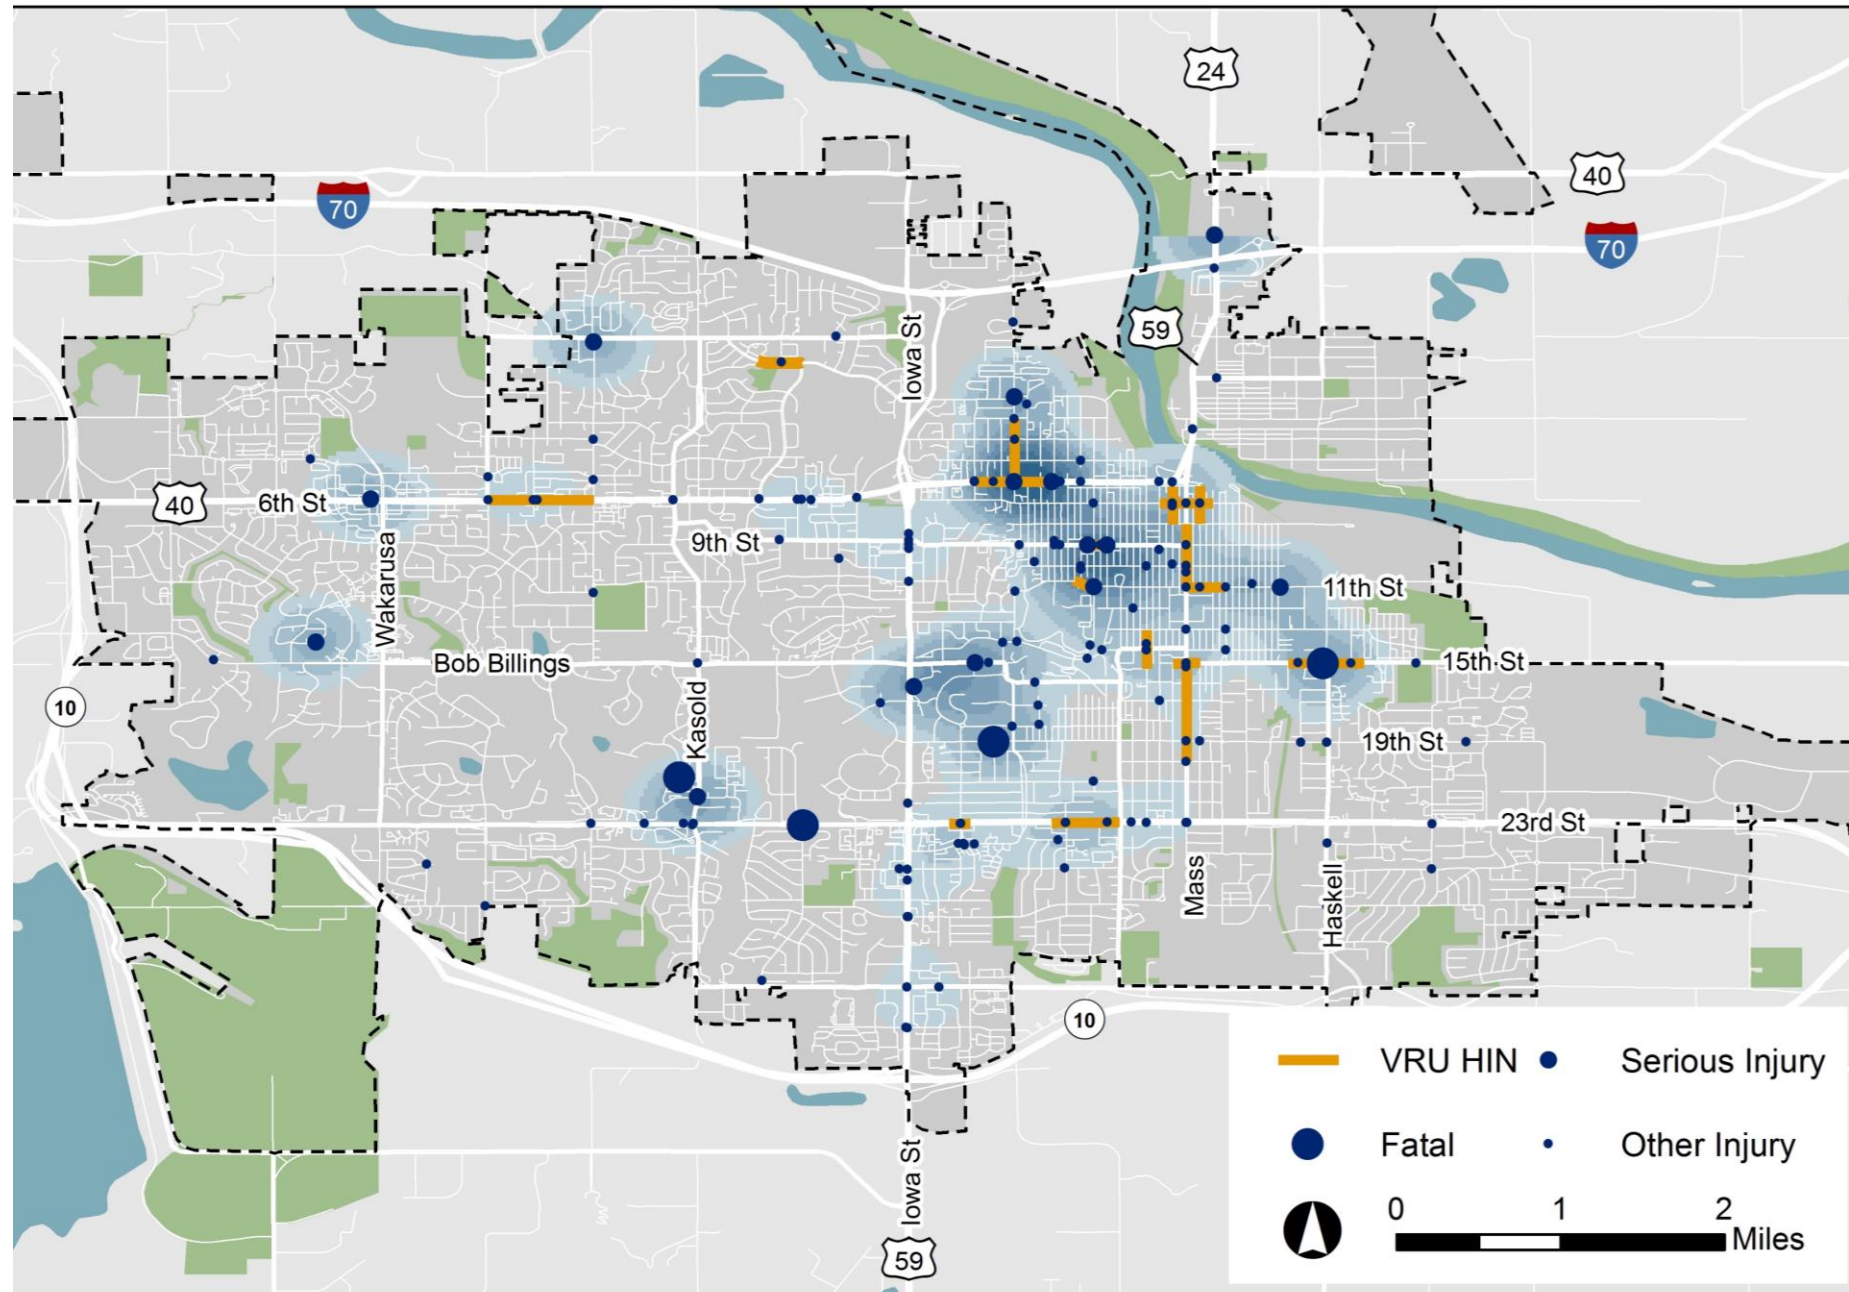 24
40
70
70
59
Iowa St
40
6th St
9th St
Wakarusa
11th St
Bob Billings
15th St
10
Kasold
19th St
23rd St
Mass
Haskell
10
Iowa St
59
VRU HIN
Serious Injury
Fatal
Other Injury
0 1 2
Miles